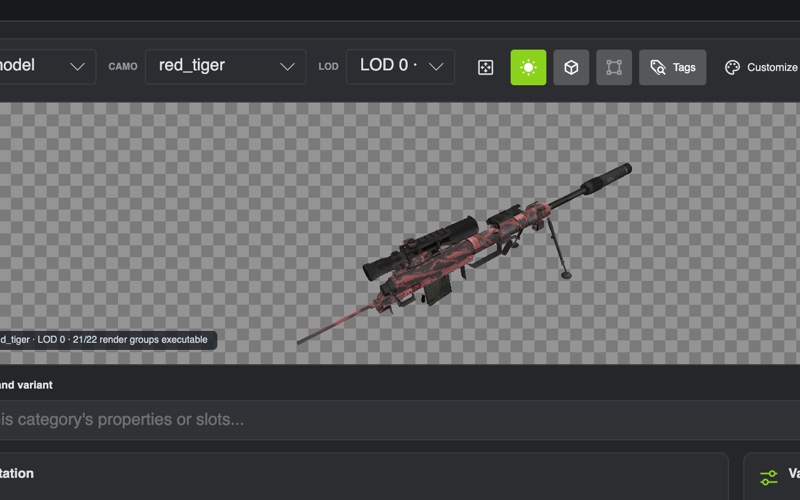 model
CAMO
red_tiger
LOD
LOD 0 ·
Tags
Customize
d_tiger · LOD 0 · 21/22 render groups executable
and variant
is category's properties or slots...
tation
Va